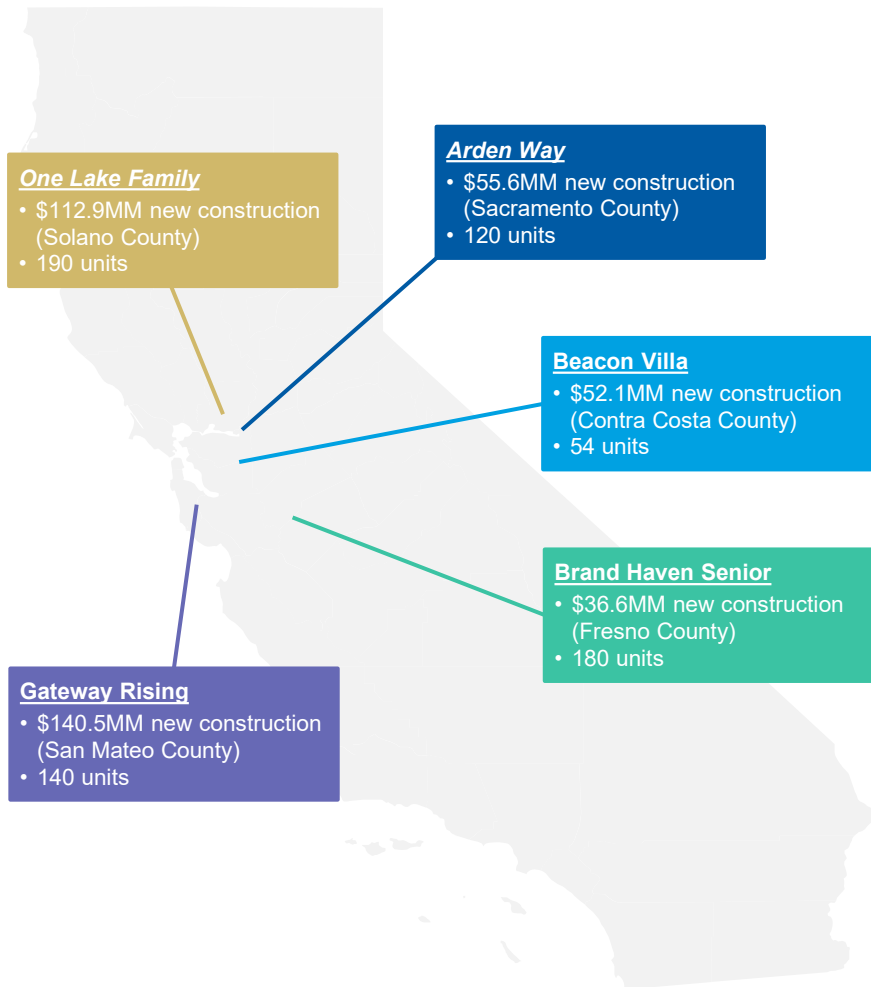 One Lake Family
• $112.9MM new construction
(Solano County)
• 190 units
Arden Way
• $55.6MM new construction
(Sacramento County)
• 120 units
Beacon Villa
• $52.1MM new construction
(Contra Costa County)
• 54 units
Brand Haven Senior
• $36.6MM new construction
(Fresno County)
• 180 units
Gateway Rising
• $140.5MM new construction
(San Mateo County)
• 140 units